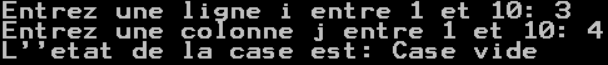 Entrez une ligne i entre 1 et 10: 3
Entrez une colonne j entre 1 et 10: 4
L''etat de la case est: Case vide